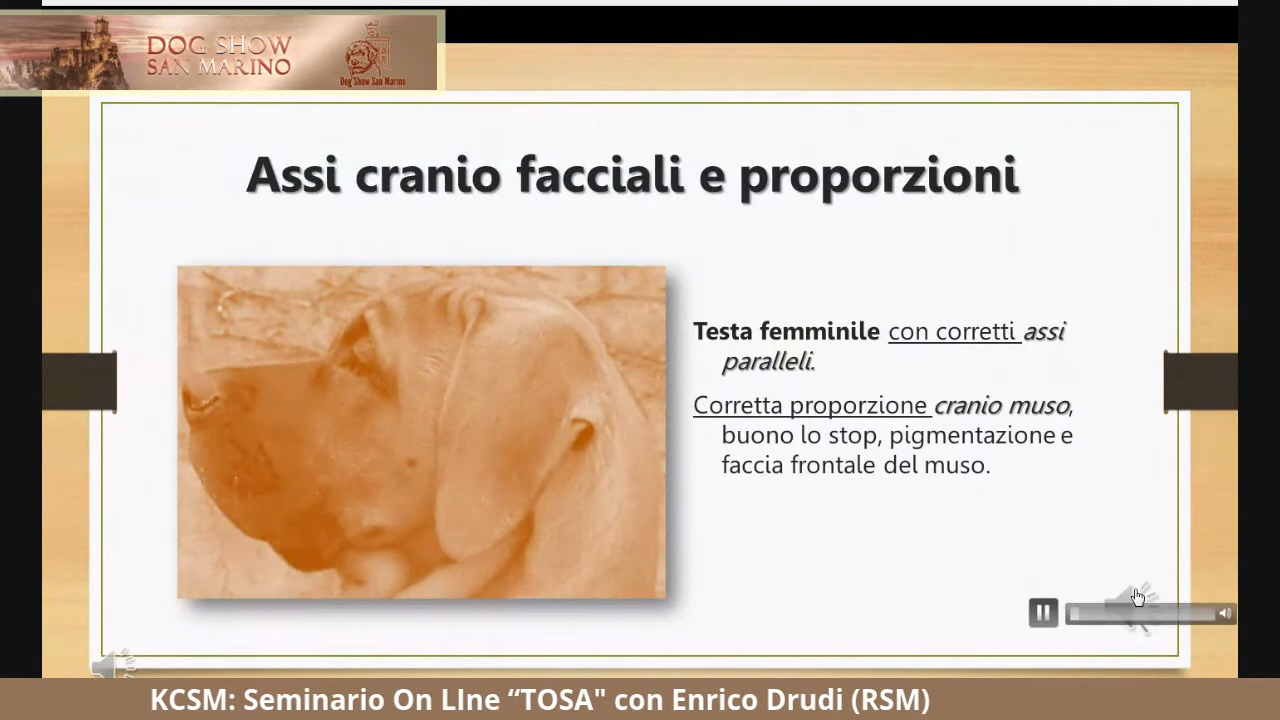 DOG SHOW
SAN MARINO
Dog Show San Marino
Assi cranio facciali e proporzioni
Testa femminile con corretti assi
paralleli.
Corretta proporzione cranio muso,
buono lo stop, pigmentazione e
faccia frontale del muso.
KCSM: Seminario On LIne “TOSA" con Enrico Drudi (RSM)